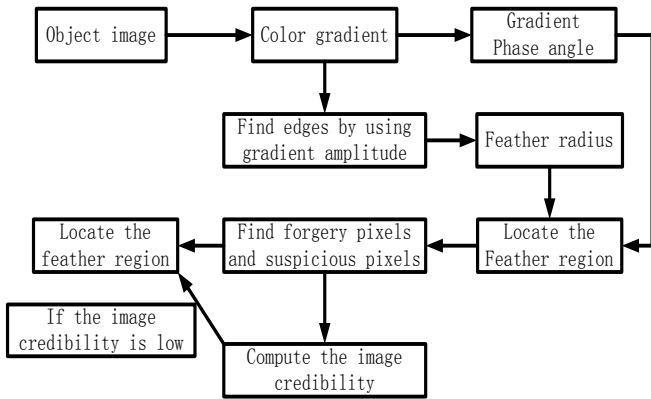 Object image
Color gradient
Gradient
Phase angle
Find edges by using
gradient amplitude
Feather radius
Locate the
feather region
Find forgery pixels
and suspicious pixels
Locate the
Feather region
If the image
credibility is low
Compute the image
credibility